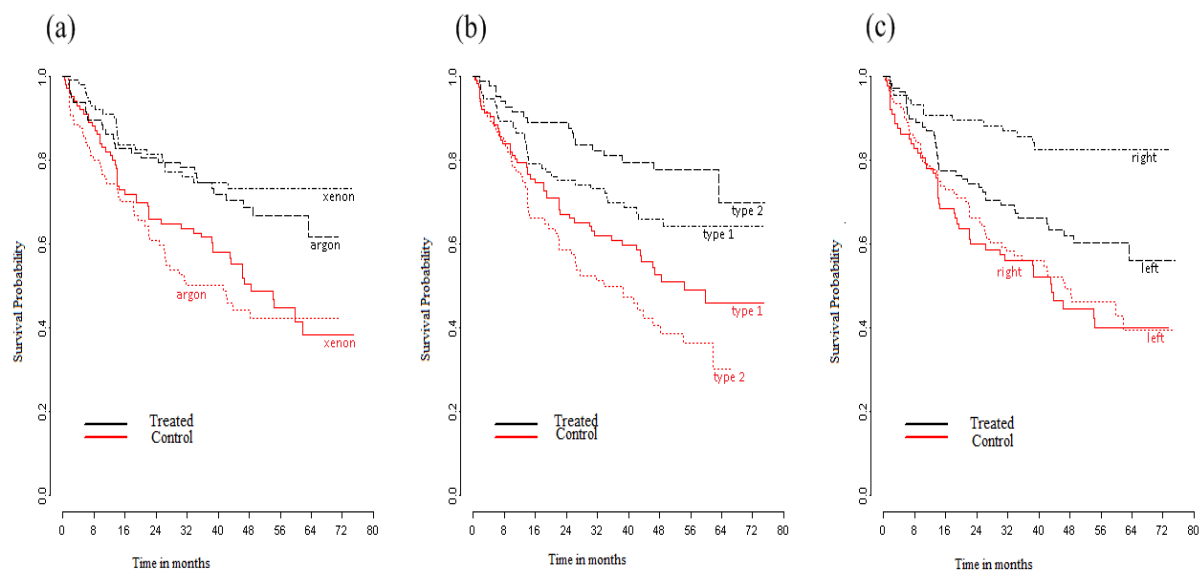 (a)
(b)
(c)
Survival Probability
1.0
0.8
0.6
0.4
0.2
0.0
xenon
argon
argon
xenon
Treated
Control
0 8 16 24 32 40 48 56 64 72 80
Time in months
Survival Probability
1.0
0.8
0.6
0.4
0.2
0.0
type 2
type 1
type 1
type 2
Treated
Control
0 8 16 24 32 40 48 56 64 72 80
Time in months
Survival Probability
1.0
0.8
0.6
0.4
0.2
0.0
right
left
right
left
Treated
Control
0 8 16 24 32 40 48 56 64 72 80
Time in months